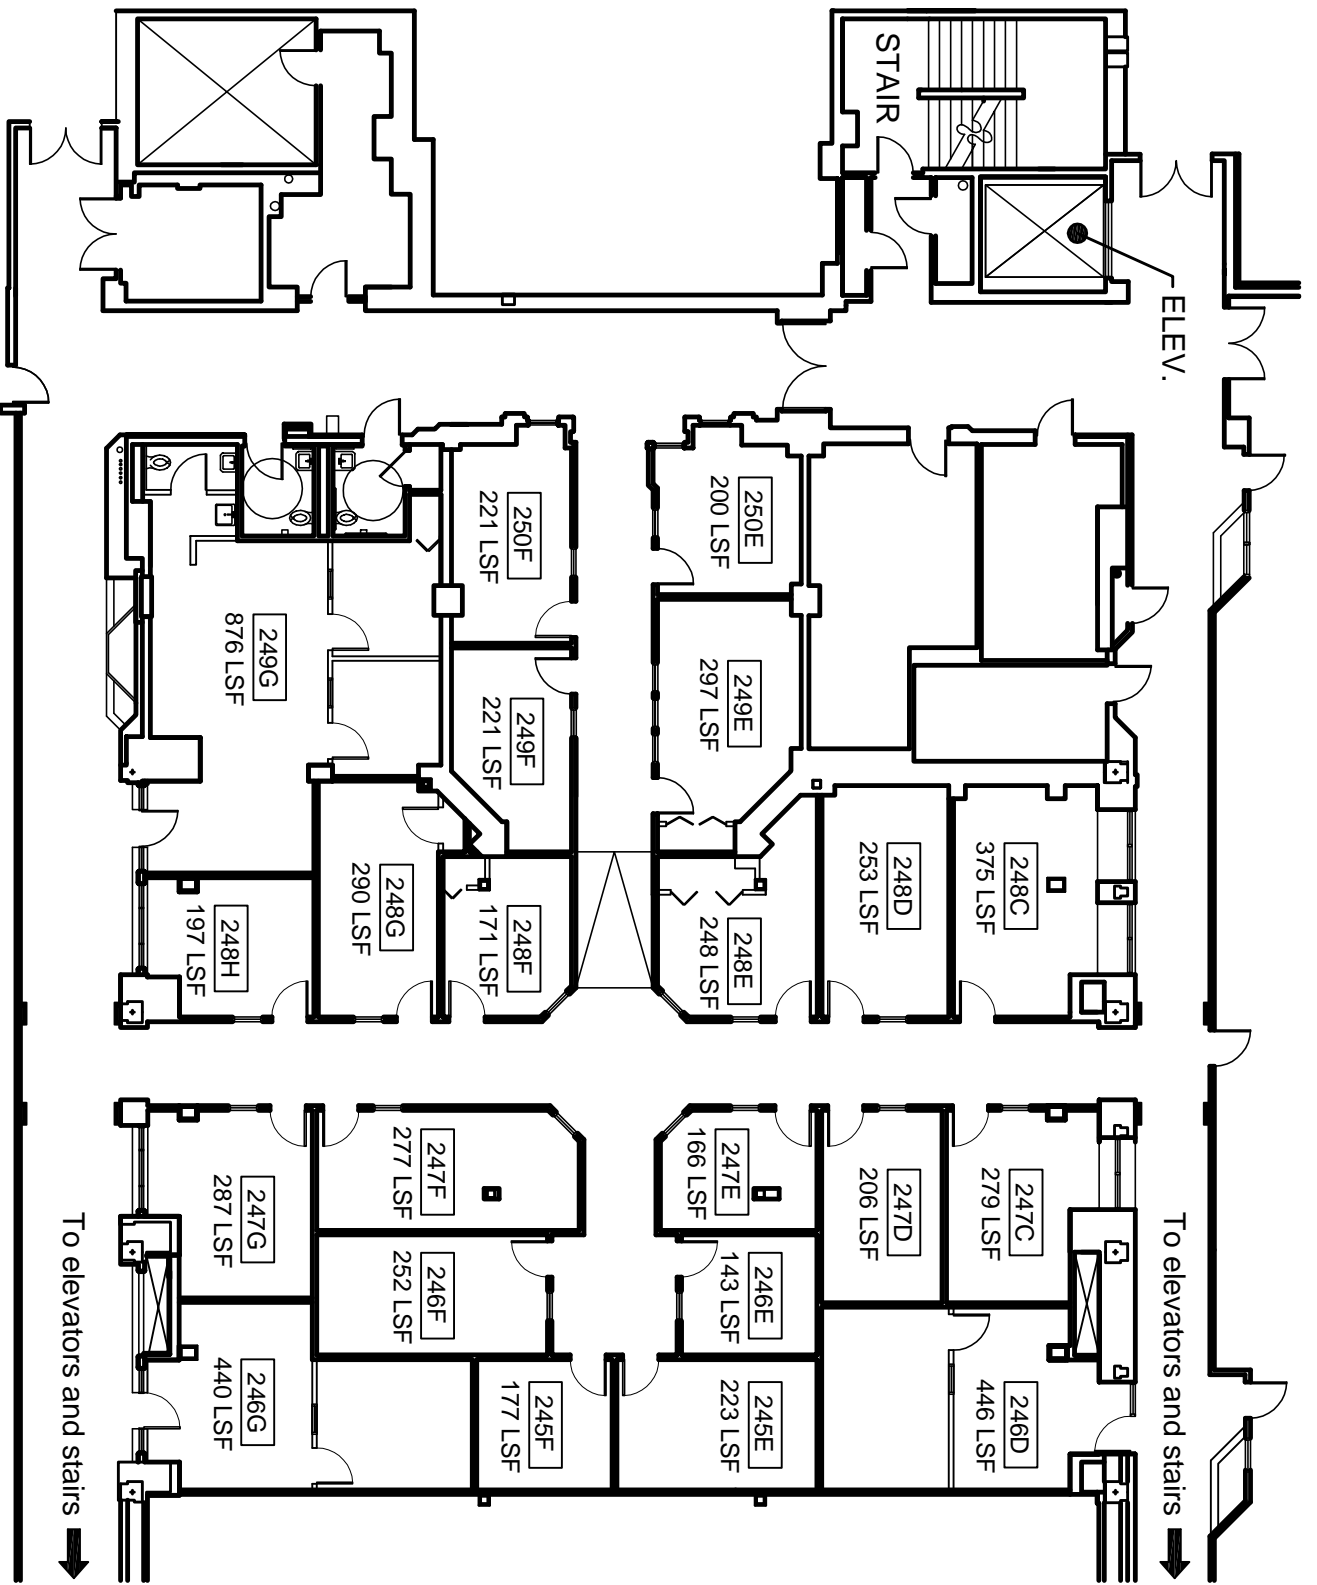 STAIR
ELEV.
250F
221 LSF
250E
200 LSF
249G
876 LSF
249F
221 LSF
249E
297 LSF
248H
197 LSF
248G
290 LSF
248F
171 LSF
248E
248 LSF
248D
253 LSF
248C
375 LSF
247G
287 LSF
247F
277 LSF
247E
166 LSF
247D
206 LSF
247C
279 LSF
246G
440 LSF
246F
252 LSF
246E
143 LSF
246D
446 LSF
245F
177 LSF
245E
223 LSF
To elevators and stairs
To elevators and stairs